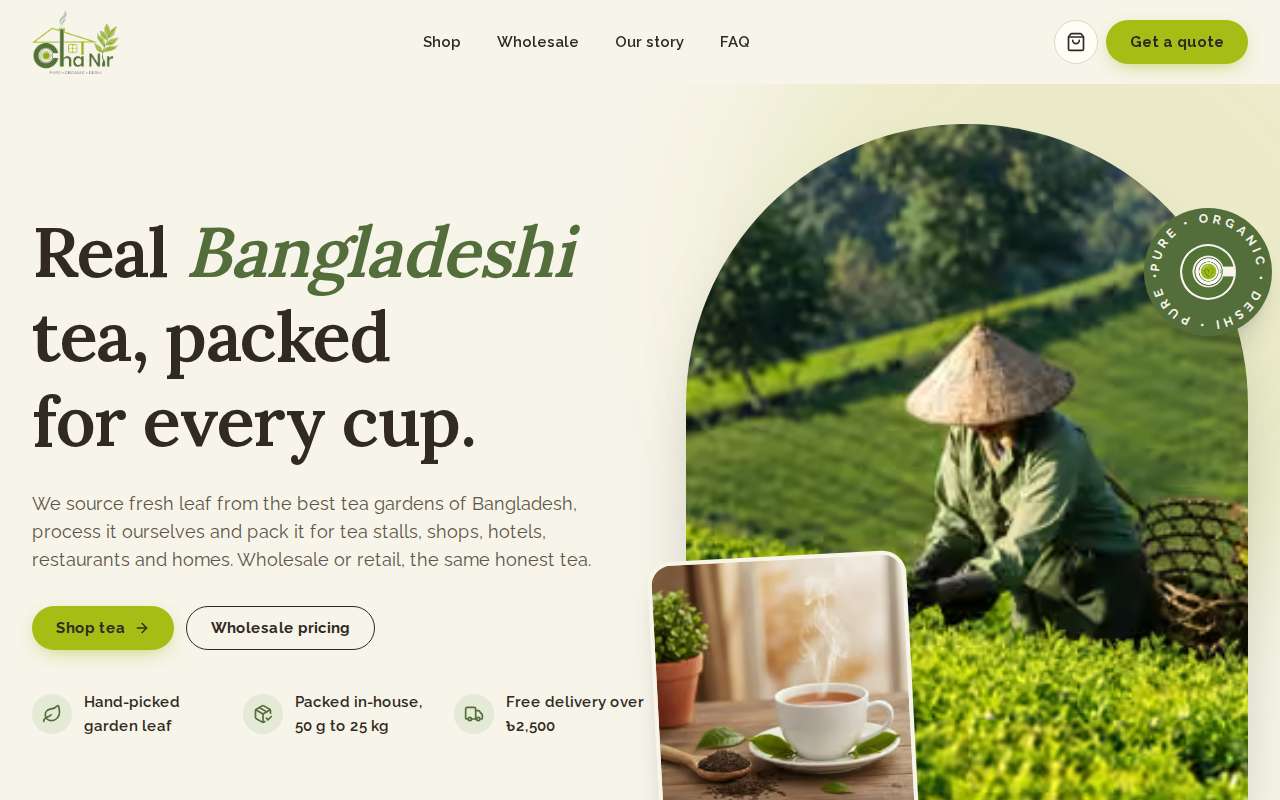 Cha Nir
PURE • ORGANIC • DESHI
Shop
Wholesale
Our story
FAQ
Get a quote
Real Bangladeshi
tea, packed
for every cup.
We source fresh leaf from the best tea gardens of Bangladesh,
process it ourselves and pack it for tea stalls, shops, hotels,
restaurants and homes. Wholesale or retail, the same honest tea.
Shop tea
Wholesale pricing
Hand-picked
garden leaf
Packed in-house,
50 g to 25 kg
Free delivery over
৳2,500
PURE · ORGANIC · DESHI · PURE ·